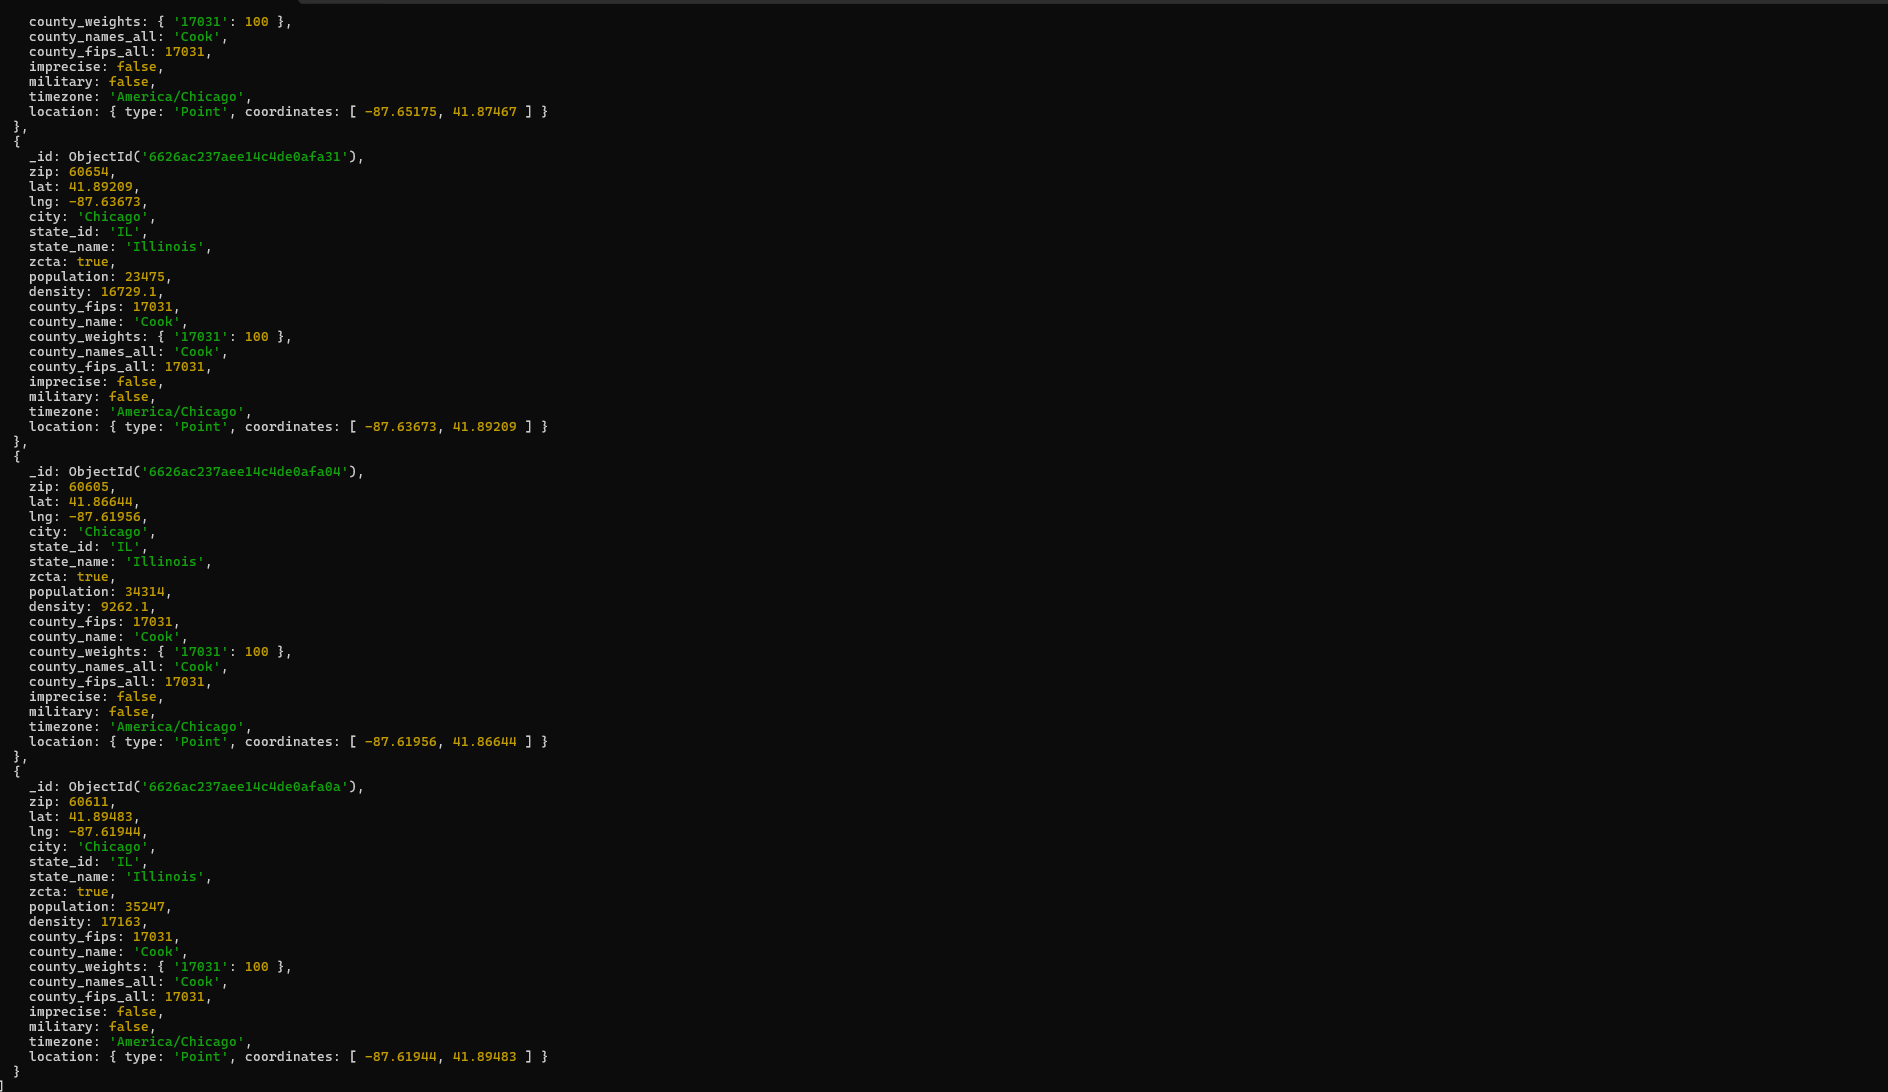 county_weights: { '17031': 100 },
county_names_all: 'Cook',
county_fips_all: 17031,
imprecise: false,
military: false,
timezone: 'America/Chicago',
location: { type: 'Point', coordinates: [ -87.65175, 41.87467 ] }
},
{
_id: ObjectId('6626ac237aee14c4de0afa31'),
zip: 60654,
lat: 41.89209,
lng: -87.63673,
city: 'Chicago',
state_id: 'IL',
state_name: 'Illinois',
zcta: true,
population: 23475,
density: 16729.1,
county_fips: 17031,
county_name: 'Cook',
county_weights: { '17031': 100 },
county_names_all: 'Cook',
county_fips_all: 17031,
imprecise: false,
military: false,
timezone: 'America/Chicago',
location: { type: 'Point', coordinates: [ -87.63673, 41.89209 ] }
},
{
_id: ObjectId('6626ac237aee14c4de0afa04'),
zip: 60605,
lat: 41.86644,
lng: -87.61956,
city: 'Chicago',
state_id: 'IL',
state_name: 'Illinois',
zcta: true,
population: 34314,
density: 9262.1,
county_fips: 17031,
county_name: 'Cook',
county_weights: { '17031': 100 },
county_names_all: 'Cook',
county_fips_all: 17031,
imprecise: false,
military: false,
timezone: 'America/Chicago',
location: { type: 'Point', coordinates: [ -87.61956, 41.86644 ] }
},
{
_id: ObjectId('6626ac237aee14c4de0afa0a'),
zip: 60611,
lat: 41.89483,
lng: -87.61944,
city: 'Chicago',
state_id: 'IL',
state_name: 'Illinois',
zcta: true,
population: 35247,
density: 17163,
county_fips: 17031,
county_name: 'Cook',
county_weights: { '17031': 100 },
county_names_all: 'Cook',
county_fips_all: 17031,
imprecise: false,
military: false,
timezone: 'America/Chicago',
location: { type: 'Point', coordinates: [ -87.61944, 41.89483 ] }
}
]